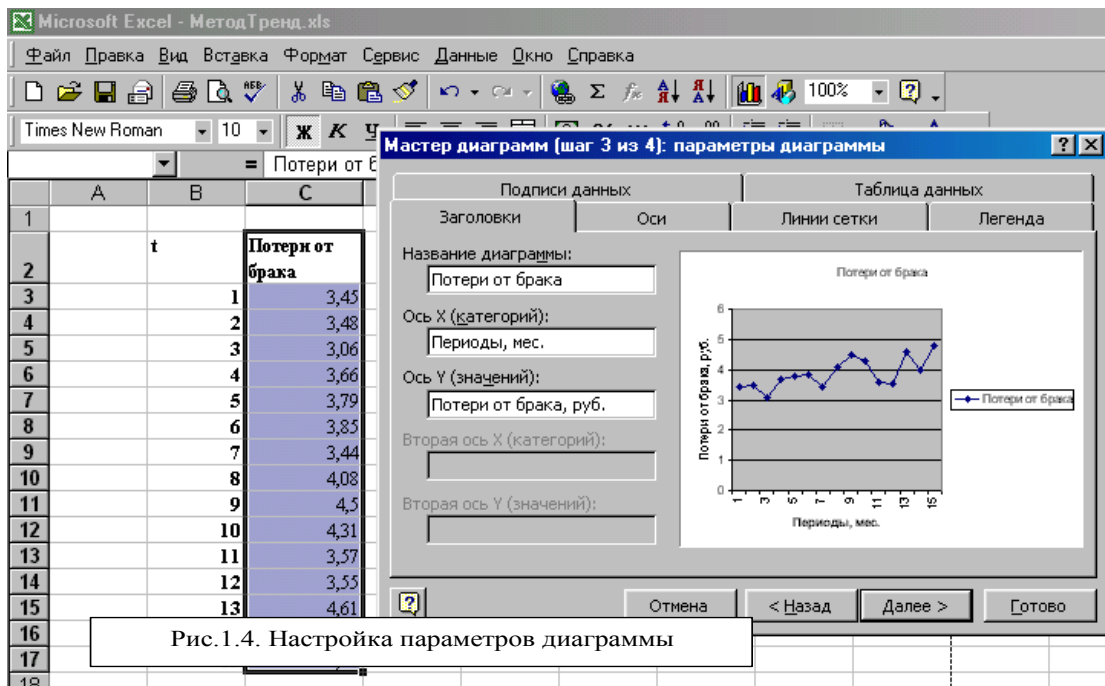 Microsoft Excel - МетодТренд.xls
Файл Правка Вид Вставка Формат Сервис Данные Окно Справка
100%
Times New Roman 10 Ж К Ч
= Потери от б
A B C
1
2 t Потери от брака
3 1 3,45
4 2 3,48
5 3 3,06
6 4 3,66
7 5 3,79
8 6 3,85
9 7 3,44
10 8 4,08
11 9 4,5
12 10 4,31
13 11 3,57
14 12 3,55
15 13 4,61
16
17
18
Мастер диаграмм (шаг 3 из 4): параметры диаграммы
Подписи данных Таблица данных
Заголовки Оси Линии сетки Легенда
Название диаграммы:
Потери от брака
Ось X (категорий):
Периоды, мес.
Ось Y (значений):
Потери от брака, руб.
Вторая ось X (категорий):
Вторая ось Y (значений):
Потери от брака
Потери от брака, руб.
6
5
4
3
2
1
0
1 3 5 7 9 11 13 15
Периоды, мес.
Потери от брака
Отмена < Назад Далее > Готово
Рис.1.4. Настройка параметров диаграммы